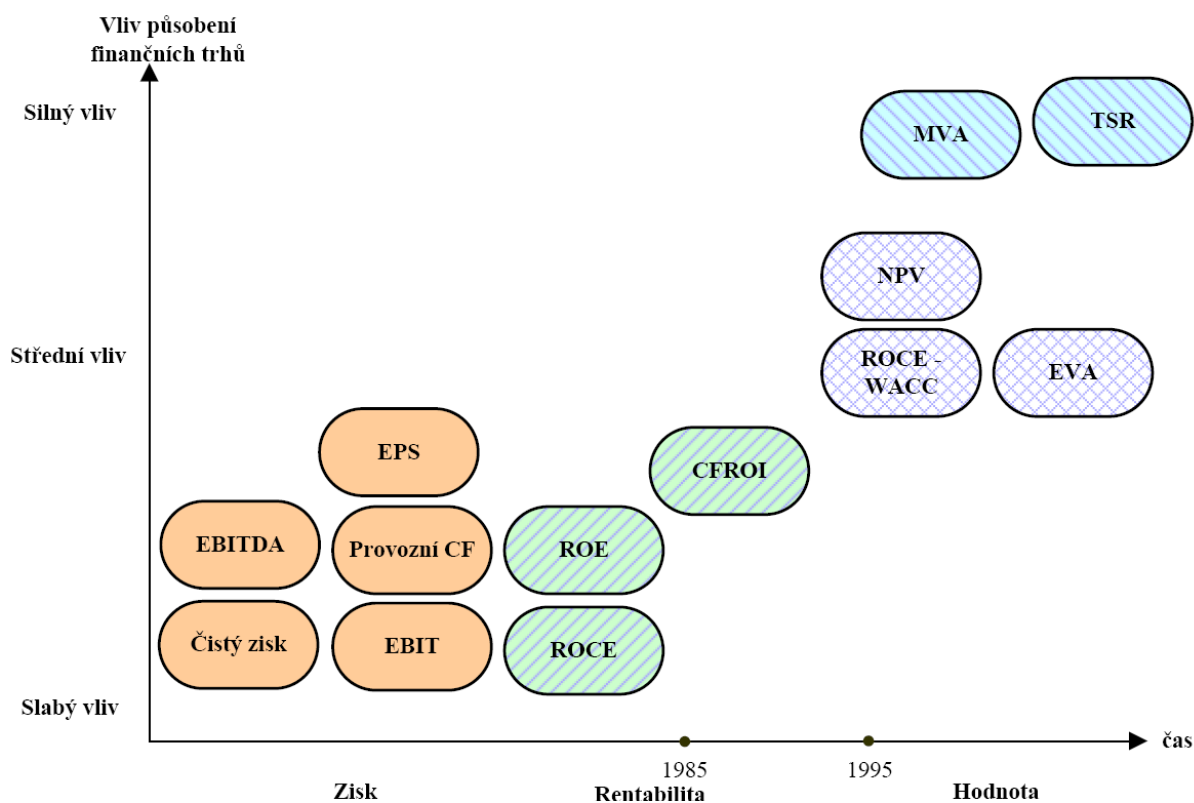 Vliv působení
finančních trhů
Silný vliv
MVA
TSR
NPV
Střední vliv
ROCE -
WACC
EVA
EPS
CFROI
EBITDA
Provozní CF
ROE
Čistý zisk
EBIT
ROCE
Slabý vliv
čas
1985
1995
Zisk
Rentabilita
Hodnota